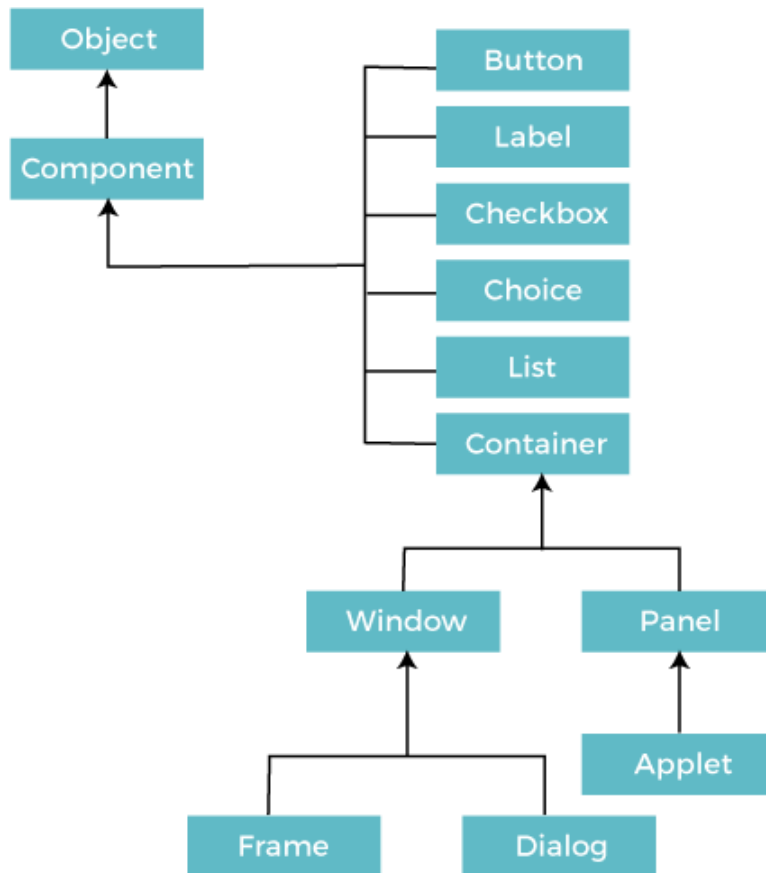 Object
Component
Button
Label
Checkbox
Choice
List
Container
Window
Panel
Applet
Frame
Dialog